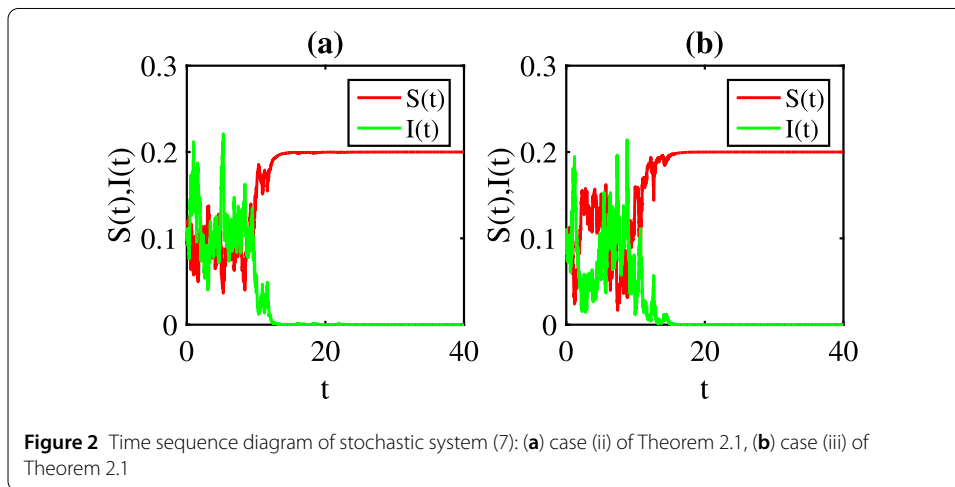 (a)
(b)
0.3
0.2
0.1
0
S(t),I(t)
S(t)
I(t)
0
20
40
t
0.3
0.2
0.1
0
S(t),I(t)
S(t)
I(t)
0
20
40
t
Figure 2 Time sequence diagram of stochastic system (7): (a) case (ii) of Theorem 2.1, (b) case (iii) of
Theorem 2.1